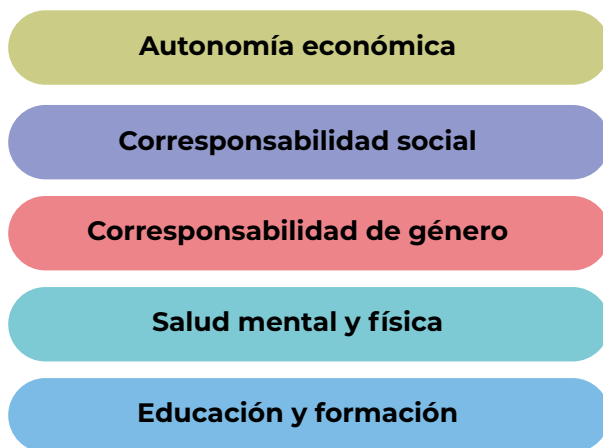 Autonomía económica
Corresponsabilidad social
Corresponsabilidad de género
Salud mental y física
Educación y formación